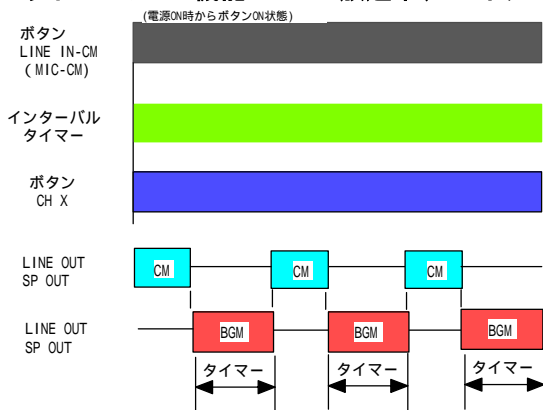 (電源ON時からボタンON状態)
ボタン
LINE IN-CM
(MIC-CM)
インターバル
タイマー
ボタン
CH X
LINE OUT
SP OUT
CM
CM
CM
LINE OUT
SP OUT
BGM
BGM
BGM
タイマー
タイマー
タイマー